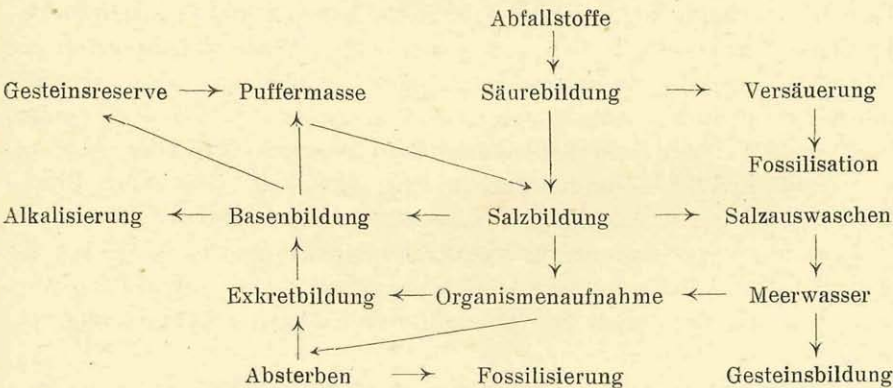 Abfallstoffe
Gesteinsreserve Puffermasse Säurebildung Versäuerung
Fossilisation
Alkalisierung Basenbildung Salzbildung Salzauswaschen
Exkretbildung Organismenaufnahme Meerwasser
Absterben Fossilisierung Gesteinsbildung